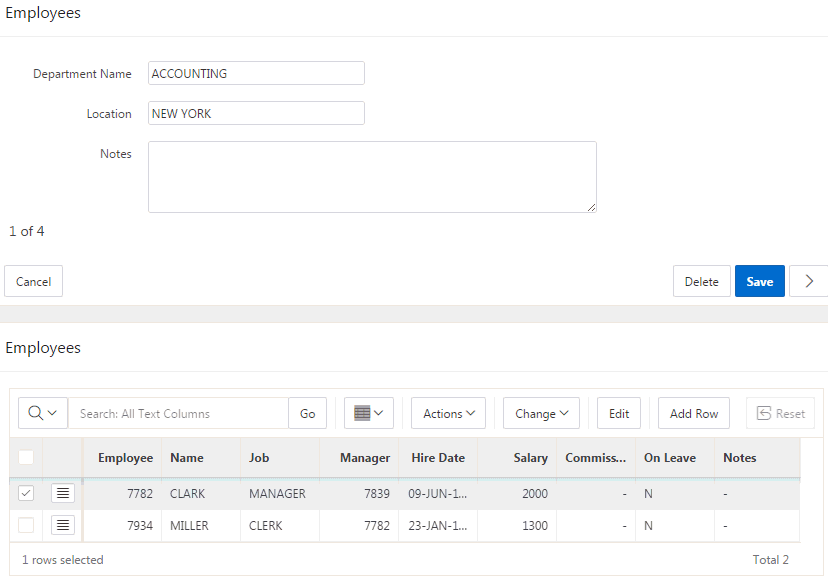 Employees
Department Name ACCOUNTING
Location NEW YORK
Notes
1 of 4
Cancel Delete Save
Employees
Search: All Text Columns Go Actions Change Edit Add Row Reset
Employee Name Job Manager Hire Date Salary Commiss... On Leave Notes
7782 CLARK MANAGER 7839 09-JUN-1... 2000 - N -
7934 MILLER CLERK 7782 23-JAN-1... 1300 - N -
1 rows selected Total 2